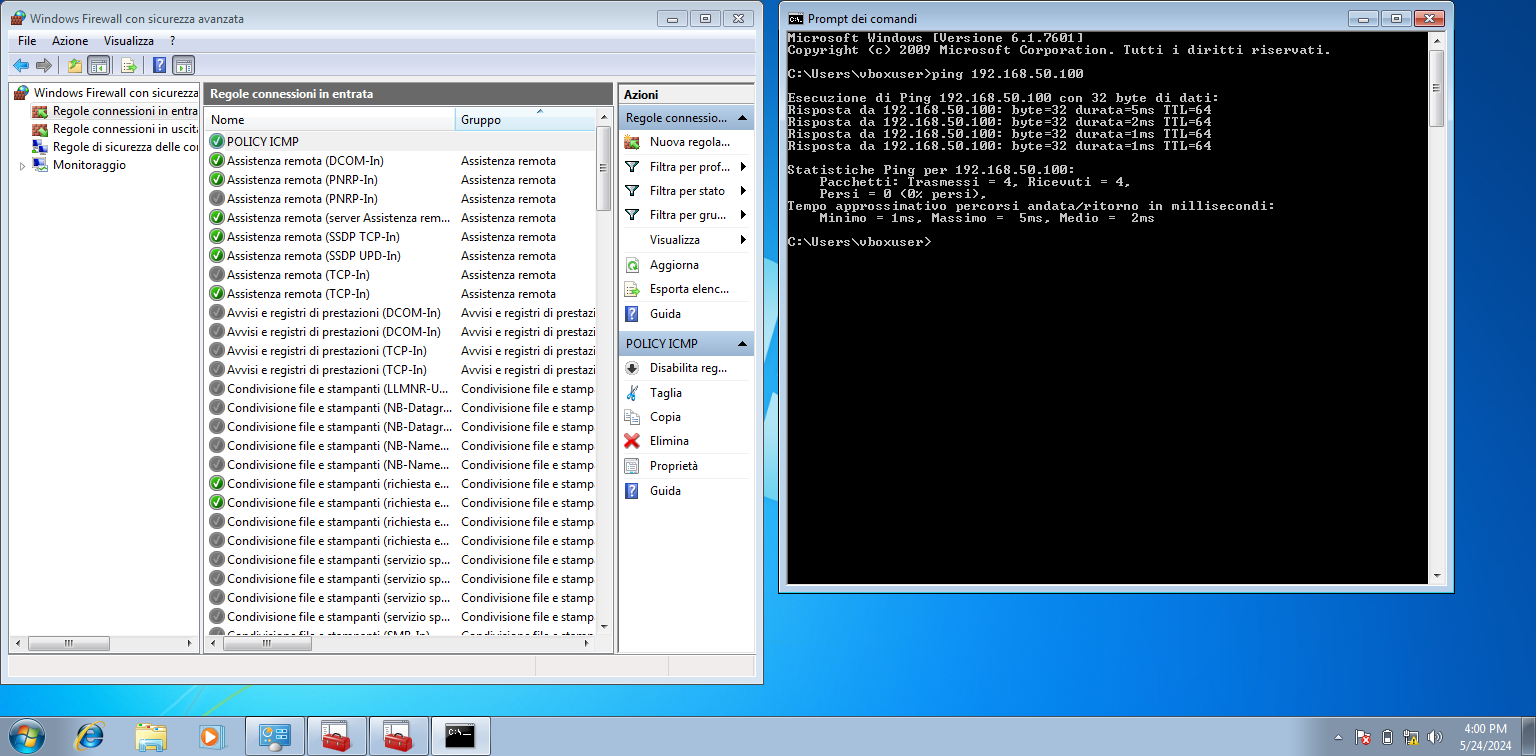 Windows Firewall con sicurezza avanzata
File Azione Visualizza ?
Windows Firewall con sicurezza
Regole connessioni in entra
Regole connessioni in uscita
Regole di sicurezza delle con
Monitoraggio
Regole connessioni in entrata
Nome Gruppo
POLICY ICMP
Assistenza remota (DCOM-In) Assistenza remota
Assistenza remota (PNRP-In) Assistenza remota
Assistenza remota (PNRP-In) Assistenza remota
Assistenza remota (server Assistenza rem... Assistenza remota
Assistenza remota (SSDP TCP-In) Assistenza remota
Assistenza remota (SSDP UPD-In) Assistenza remota
Assistenza remota (TCP-In) Assistenza remota
Assistenza remota (TCP-In) Assistenza remota
Avvisi e registri di prestazioni (DCOM-In) Avvisi e registri di prestazi
Avvisi e registri di prestazioni (DCOM-In) Avvisi e registri di prestazi
Avvisi e registri di prestazioni (TCP-In) Avvisi e registri di prestazi
Avvisi e registri di prestazioni (TCP-In) Avvisi e registri di prestazi
Condivisione file e stampanti (LLMNR-U... Condivisione file e stamp
Condivisione file e stampanti (NB-Datagr... Condivisione file e stamp
Condivisione file e stampanti (NB-Datagr... Condivisione file e stamp
Condivisione file e stampanti (NB-Name... Condivisione file e stamp
Condivisione file e stampanti (NB-Name... Condivisione file e stamp
Condivisione file e stampanti (richiesta e... Condivisione file e stamp
Condivisione file e stampanti (richiesta e... Condivisione file e stamp
Condivisione file e stampanti (richiesta e... Condivisione file e stamp
Condivisione file e stampanti (richiesta e... Condivisione file e stamp
Condivisione file e stampanti (servizio sp... Condivisione file e stamp
Condivisione file e stampanti (servizio sp... Condivisione file e stamp
Condivisione file e stampanti (servizio sp... Condivisione file e stamp
Condivisione file e stampanti (servizio sp... Condivisione file e stamp
Condivisione file e stampanti (SMB-In) Condivisione file e stamp
Azioni
Regole connessio...
Nuova regola...
Filtra per prof...
Filtra per stato
Filtra per gru...
Visualizza
Aggiorna
Esporta elenc...
Guida
POLICY ICMP
Disabilita reg...
Taglia
Copia
Elimina
Proprietà
Guida
Prompt dei comandi
Microsoft Windows [Versione 6.1.7601]
Copyright (c) 2009 Microsoft Corporation. Tutti i diritti riservati.
C:\Users\vboxuser>ping 192.168.50.100
Esecuzione di Ping 192.168.50.100 con 32 byte di dati:
Risposta da 192.168.50.100: byte=32 durata=5ms TTL=64
Risposta da 192.168.50.100: byte=32 durata=2ms TTL=64
Risposta da 192.168.50.100: byte=32 durata=1ms TTL=64
Risposta da 192.168.50.100: byte=32 durata=1ms TTL=64
Statistiche Ping per 192.168.50.100:
Pacchetti: Trasmessi = 4, Ricevuti = 4,
Persi = 0 (0% persi),
Tempo approssimativo percorsi andata/ritorno in millisecondi:
Minimo = 1ms, Massimo = 5ms, Medio = 2ms
C:\Users\vboxuser>
4:00 PM
5/24/2024